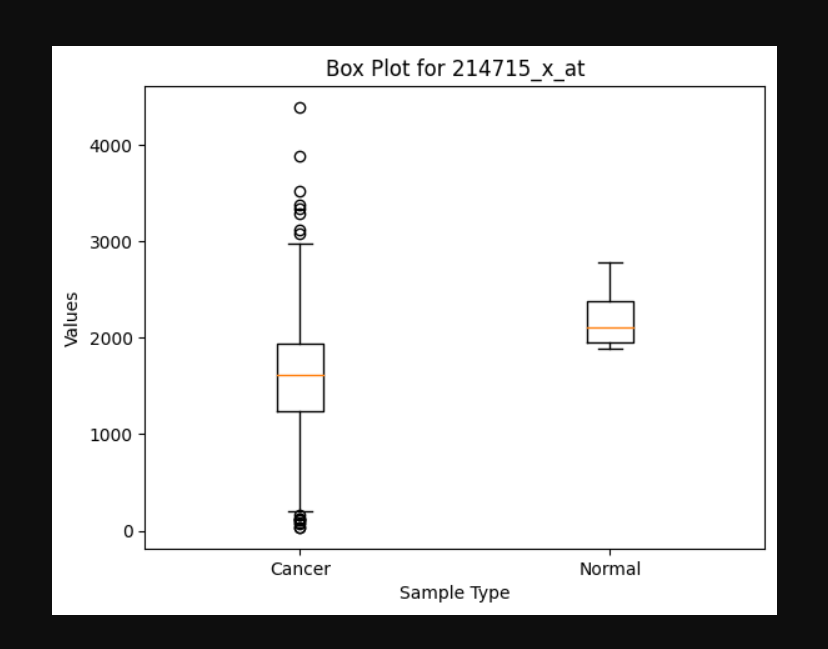 Box Plot for 214715_x_at
Values
4000
3000
2000
1000
0
Cancer
Normal
Sample Type